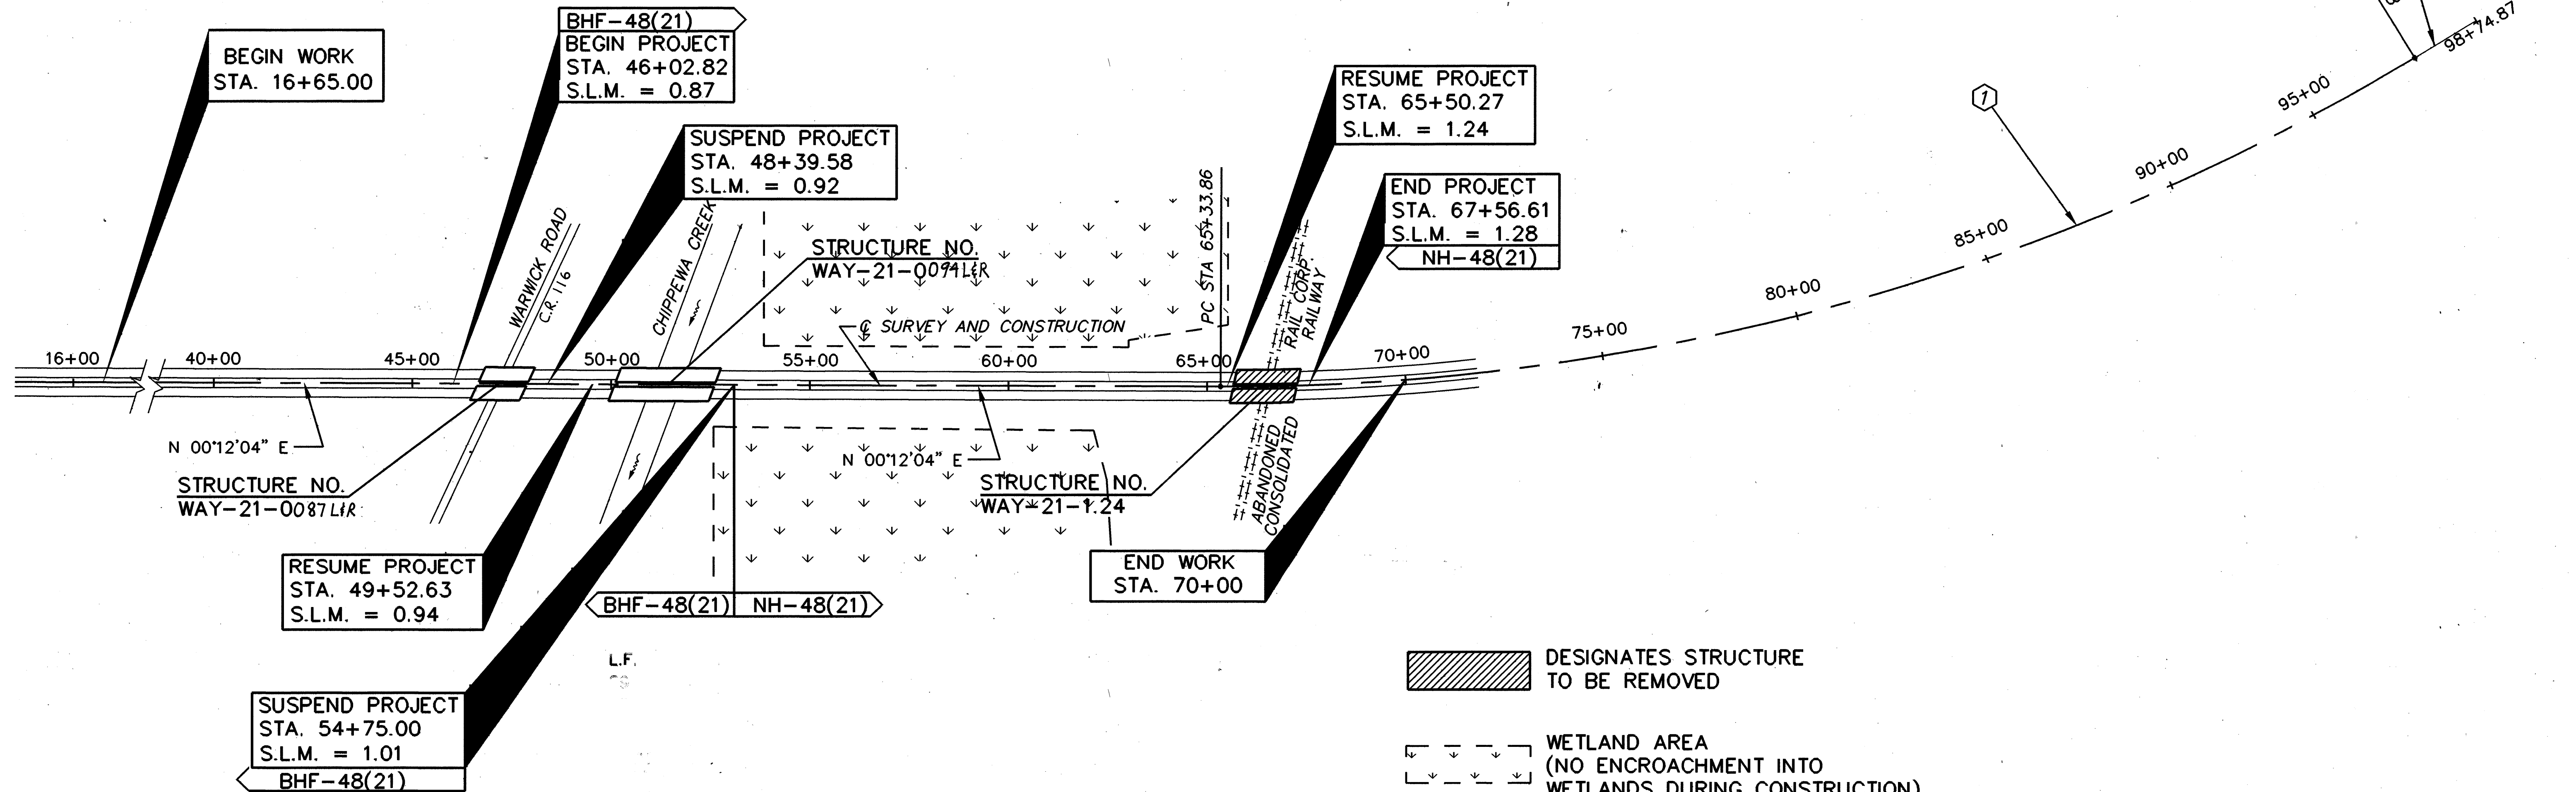 BHF-48(21)
BEGIN WORK
STA. 16+65.00
BEGIN PROJECT
STA. 46+02.82
S.L.M. = 0.87
SUSPEND PROJECT
STA. 48+39.58
S.L.M. = 0.92
RESUME PROJECT
STA. 65+50.27
S.L.M. = 1.24
END PROJECT
STA. 67+56.61
S.L.M. = 1.28
NH-48(21)
1
98+74.87
95+00
90+00
85+00
80+00
75+00
WARWICK ROAD
C.R. 116
CHIPPEWA CREEK
STRUCTURE NO.
WAY-21-0094L&R
PC STA 65+33.86
RAIL CORP.
RAILWAY
℄ SURVEY AND CONSTRUCTION
16+00
40+00
45+00
50+00
55+00
60+00
65+00
70+00
N 00°12'04" E
STRUCTURE NO.
WAY-21-0087L&R
N 00°12'04" E
STRUCTURE NO.
WAY-21-1.24
ABANDONED
CONSOLIDATED
RESUME PROJECT
STA. 49+52.63
S.L.M. = 0.94
END WORK
STA. 70+00
BHF-48(21)
NH-48(21)
L.F.
SUSPEND PROJECT
STA. 54+75.00
S.L.M. = 1.01
BHF-48(21)
DESIGNATES STRUCTURE
TO BE REMOVED
WETLAND AREA
(NO ENCROACHMENT INTO
WETLANDS DURING CONSTRUCTION)